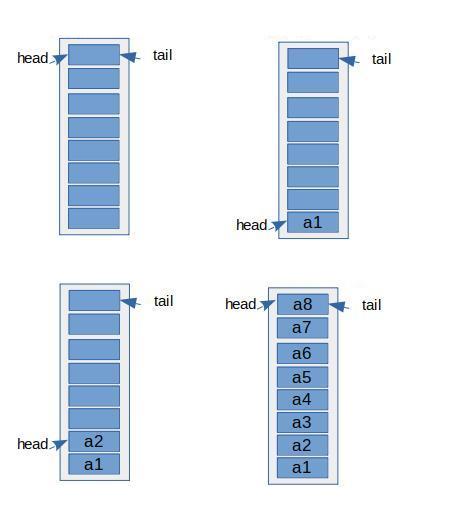 head tail
head a1 tail
tail
head a2
a1
head a8 tail
a7
a6
a5
a4
a3
a2
a1